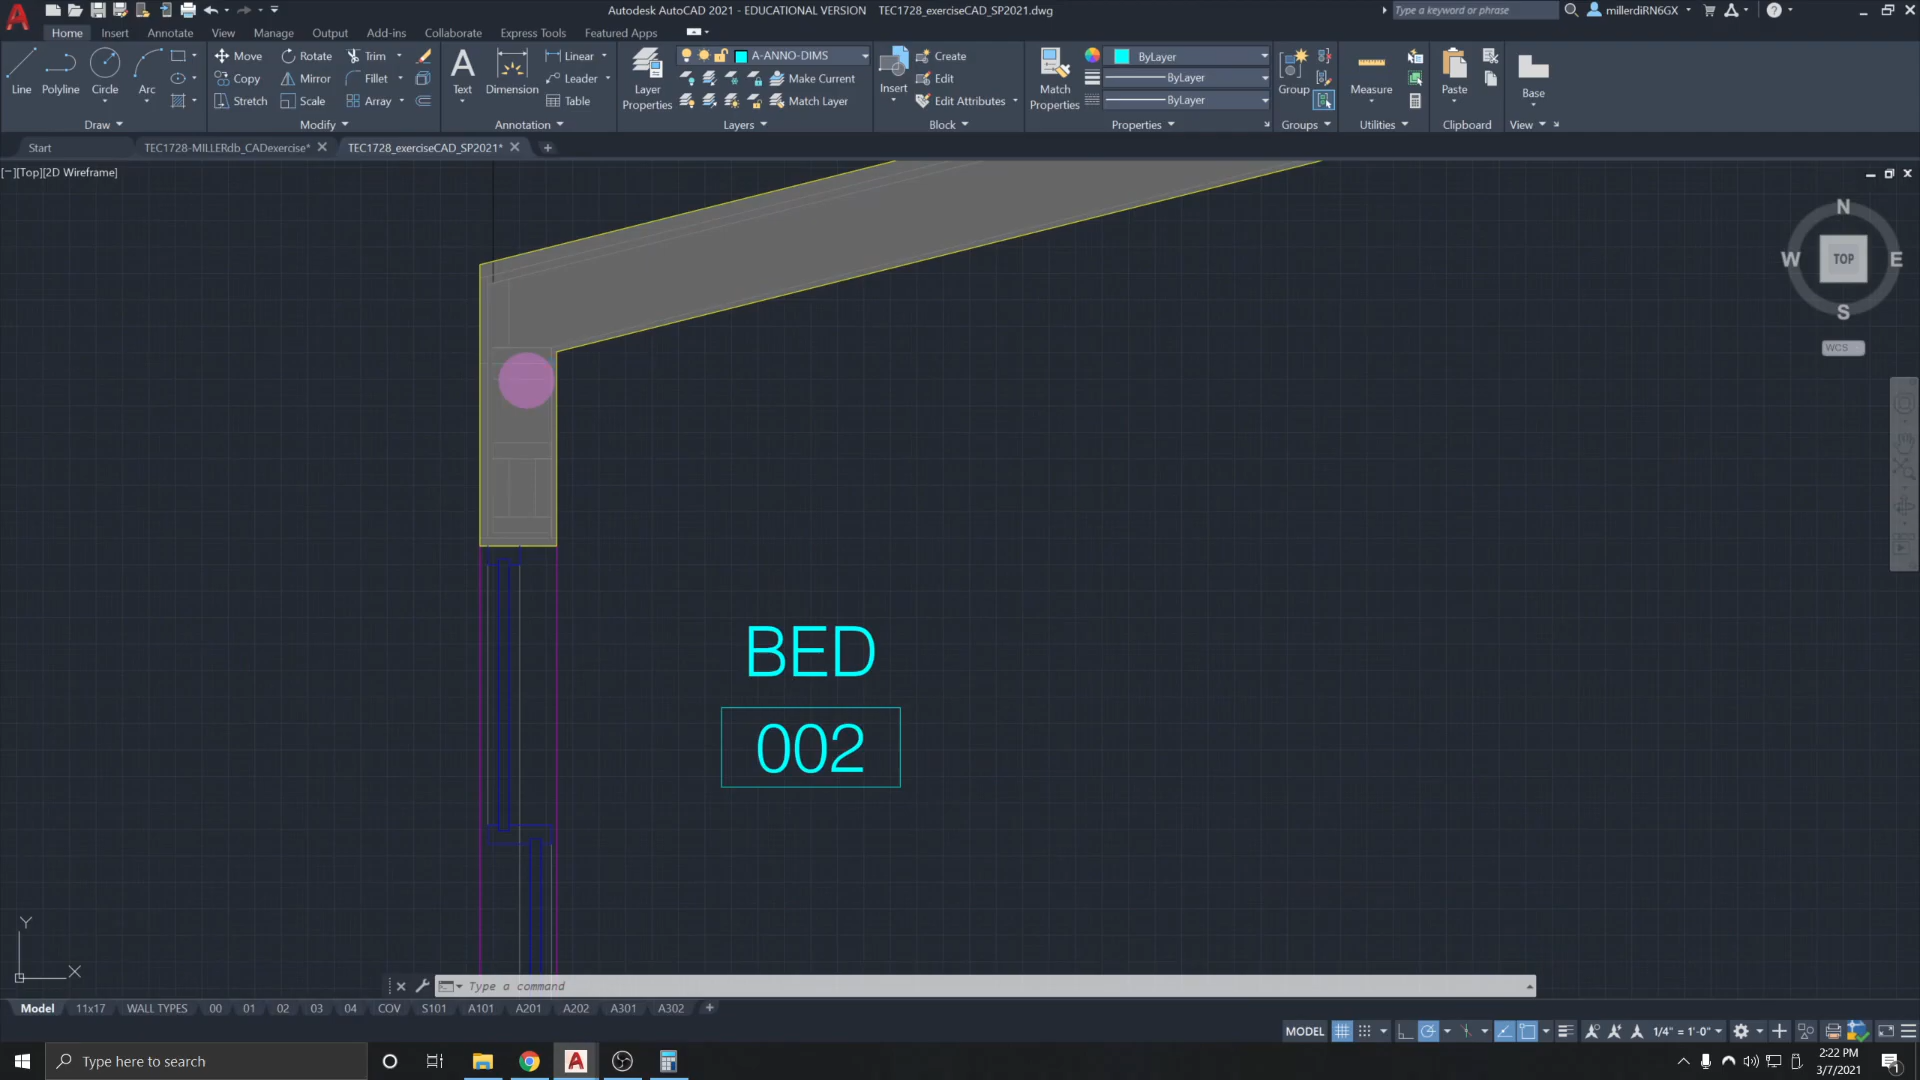 Autodesk AutoCAD 2021 - EDUCATIONAL VERSION TEC1728_exerciseCAD_SP2021.dwg
Type a keyword or phrase
millerdiRN6GX
Home Insert Annotate View Manage Output Add-ins Collaborate Express Tools Featured Apps
Line Polyline Circle Arc
Move Rotate Trim
Copy Mirror Fillet
Stretch Scale Array
Text Dimension
Linear
Leader
Table
Layer Properties
A-ANNO-DIMS
Make Current
Match Layer
Insert
Create
Edit
Edit Attributes
Match Properties
ByLayer
ByLayer
ByLayer
Group
Measure
Paste
Base
Draw Modify Annotation Layers Block Properties Groups Utilities Clipboard View
Start TEC1728-MILLERdb_CADexercise* TEC1728_exerciseCAD_SP2021*
[−][Top][2D Wireframe]
N
W TOP E
S
WCS
BED
002
Y
X
Type a command
Model 11x17 WALL TYPES 00 01 02 03 04 COV S101 A101 A201 A202 A301 A302
MODEL 1/4" = 1'-0"
Type here to search
2:22 PM
3/7/2021
1